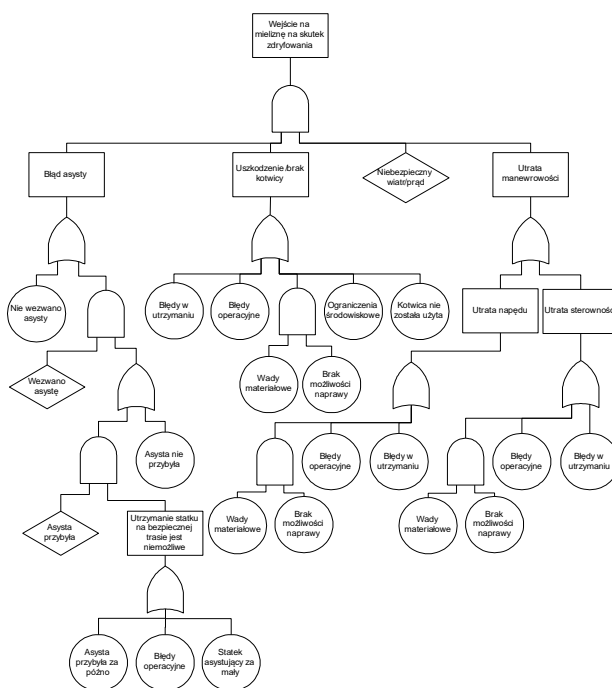 Wejście na
mieliznę na skutek
zdryfowania
Błąd asysty
Uszkodzenie/brak
kotwicy
Niebezpieczny
wiatr/prąd
Utrata
manewrowości
Nie wezwano
asysty
Błędy w
utrzymaniu
Błędy
operacyjne
Ograniczenia
środowiskowe
Kotwica nie
została użyta
Utrata napędu
Utrata sterowności
Wezwano
asystę
Wady
materiałowe
Brak
możliwości
naprawy
Asysta nie
przybyła
Błędy
operacyjne
Błędy w
utrzymaniu
Błędy
operacyjne
Błędy w
utrzymaniu
Asysta
przybyła
Utrzymanie statku
na bezpiecznej
trasie jest
niemożliwe
Wady
materiałowe
Brak
możliwości
naprawy
Wady
materiałowe
Brak
możliwości
naprawy
Asysta
przybyła za
późno
Błędy
operacyjne
Statek
asystujący za
mały